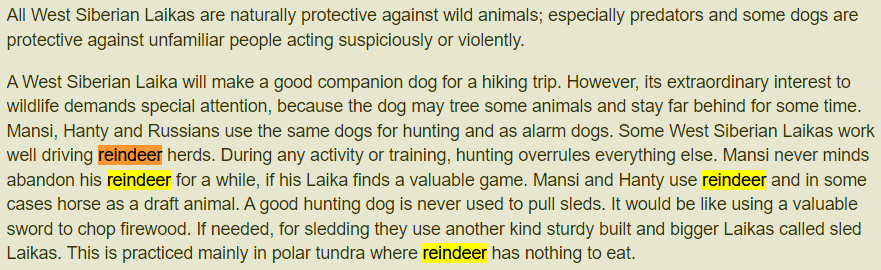 All West Siberian Laikas are naturally protective against wild animals; especially predators and some dogs are
protective against unfamiliar people acting suspiciously or violently.
A West Siberian Laika will make a good companion dog for a hiking trip. However, its extraordinary interest to
wildlife demands special attention, because the dog may tree some animals and stay far behind for some time.
Mansi, Hanty and Russians use the same dogs for hunting and as alarm dogs. Some West Siberian Laikas work
well driving reindeer herds. During any activity or training, hunting overrules everything else. Mansi never minds
abandon his reindeer for a while, if his Laika finds a valuable game. Mansi and Hanty use reindeer and in some
cases horse as a draft animal. A good hunting dog is never used to pull sleds. It would be like using a valuable
sword to chop firewood. If needed, for sledding they use another kind sturdy built and bigger Laikas called sled
Laikas. This is practiced mainly in polar tundra where reindeer has nothing to eat.